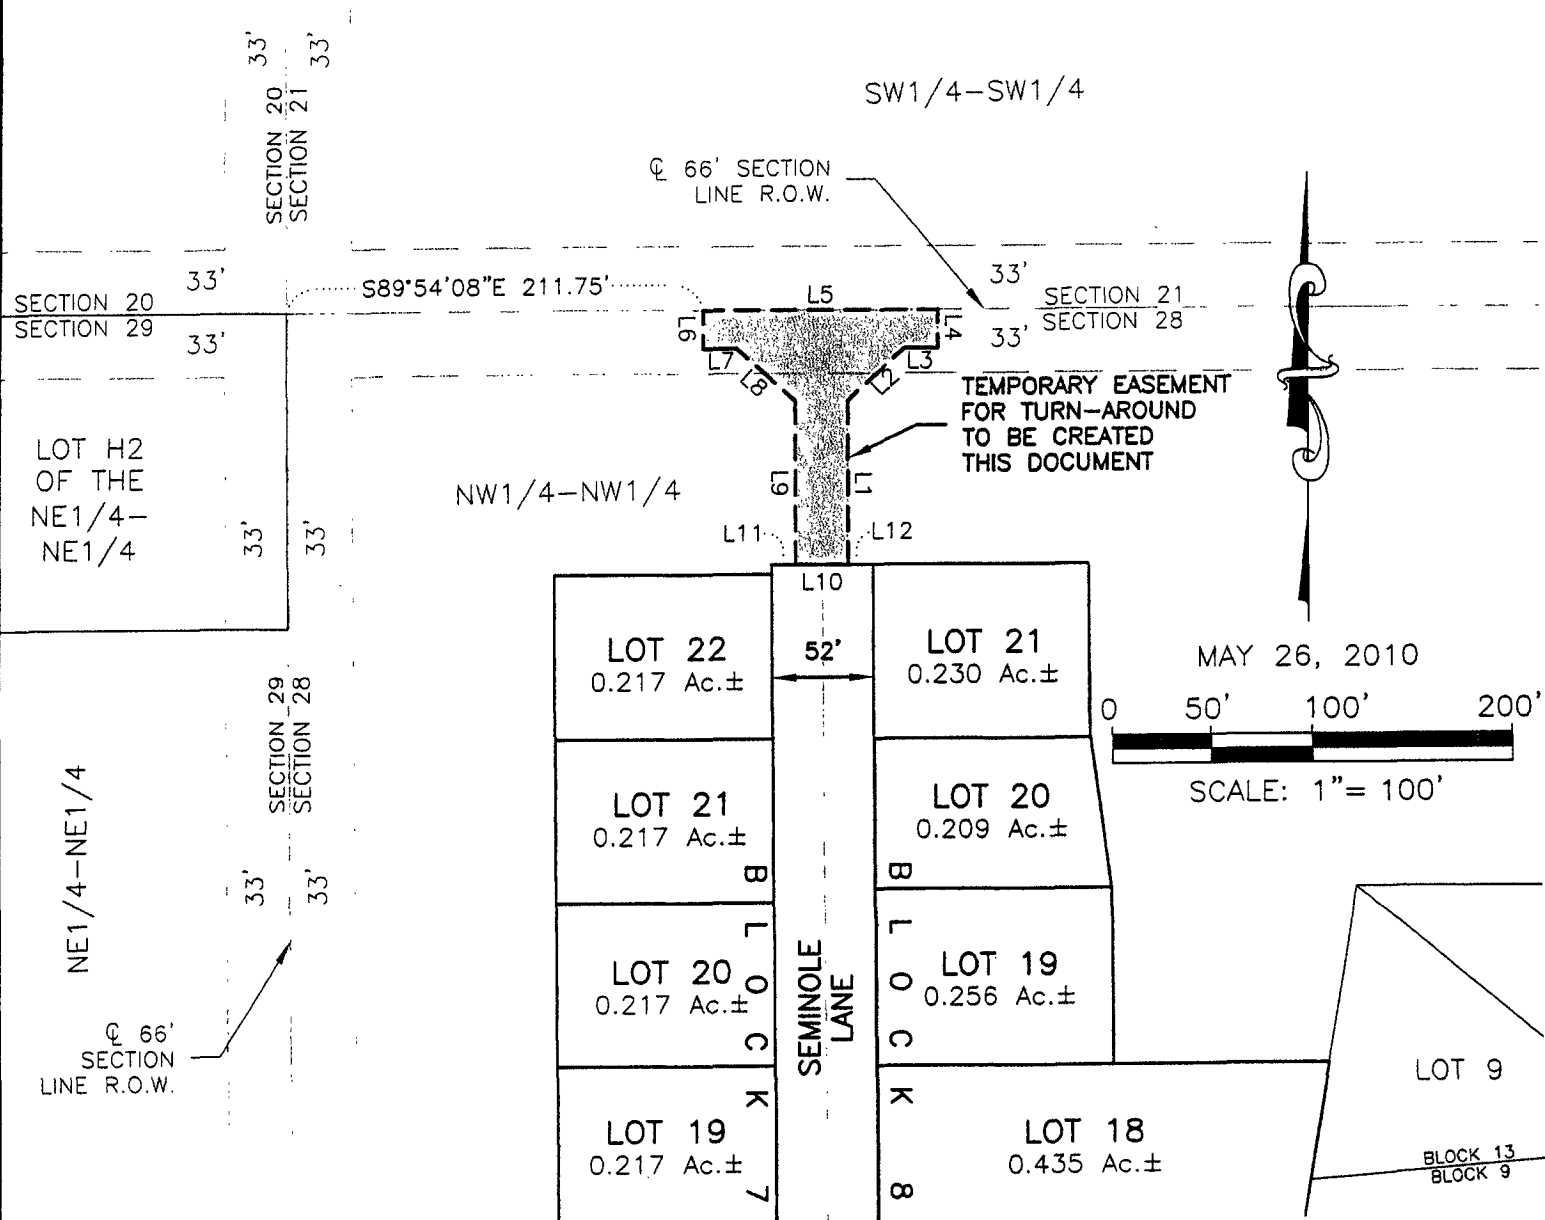 33'
33'
SECTION 20
SECTION 21
SW1/4-SW1/4
℄ 66' SECTION
LINE R.O.W.
33'
S89°54'08"E 211.75'
L5
33'
SECTION 20
SECTION 29
SECTION 21
SECTION 28
33'
33'
L6
L4
L7
L3
L8
L2
TEMPORARY EASEMENT
FOR TURN-AROUND
TO BE CREATED
THIS DOCUMENT
LOT H2
OF THE
NE1/4-
NE1/4
NW1/4-NW1/4
L9
L1
33'
33'
L11
L12
L10
LOT 22
0.217 Ac.±
52'
LOT 21
0.230 Ac.±
MAY 26, 2010
0 50' 100' 200'
SCALE: 1"= 100'
SECTION 29
SECTION 28
NE1/4-NE1/4
LOT 21
0.217 Ac.±
LOT 20
0.209 Ac.±
33'
33'
LOT 20
0.217 Ac.±
LOT 19
0.256 Ac.±
SEMINOLE
LANE
BLOCK 7
BLOCK 8
℄ 66'
SECTION
LINE R.O.W.
LOT 19
0.217 Ac.±
LOT 18
0.435 Ac.±
LOT 9
BLOCK 13
BLOCK 9